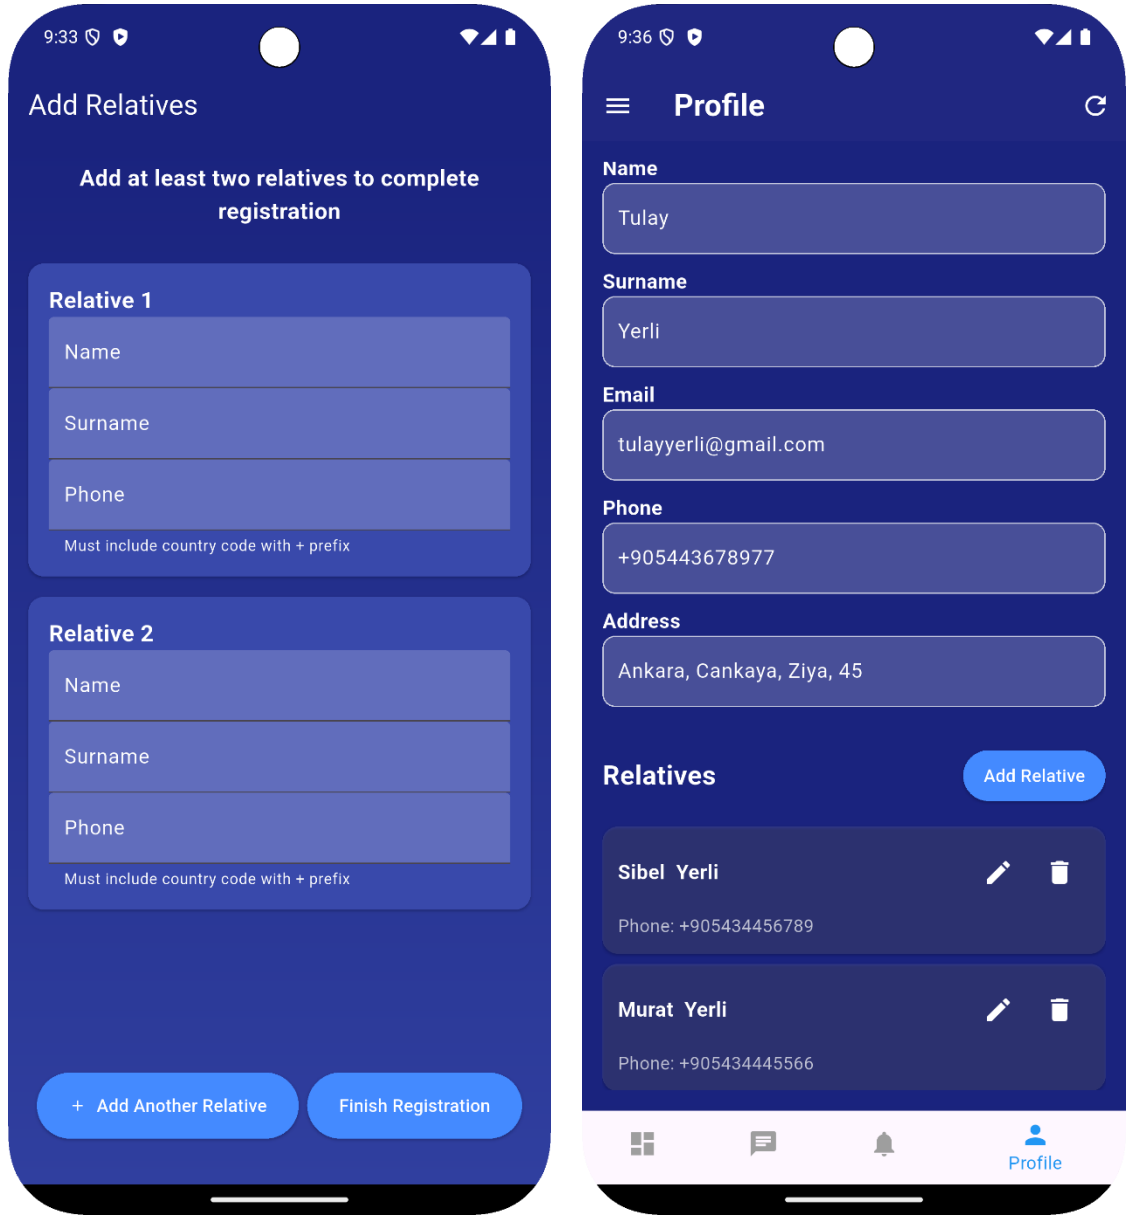 9:33
Add Relatives
Add at least two relatives to complete
registration
Relative 1
Name
Surname
Phone
Must include country code with + prefix
Relative 2
Name
Surname
Phone
Must include country code with + prefix
+ Add Another Relative
Finish Registration
9:36
Profile
Name
Tulay
Surname
Yerli
Email
tulayyerli@gmail.com
Phone
+905443678977
Address
Ankara, Cankaya, Ziya, 45
Relatives
Add Relative
Sibel Yerli
Phone: +905434456789
Murat Yerli
Phone: +905434445566
Profile